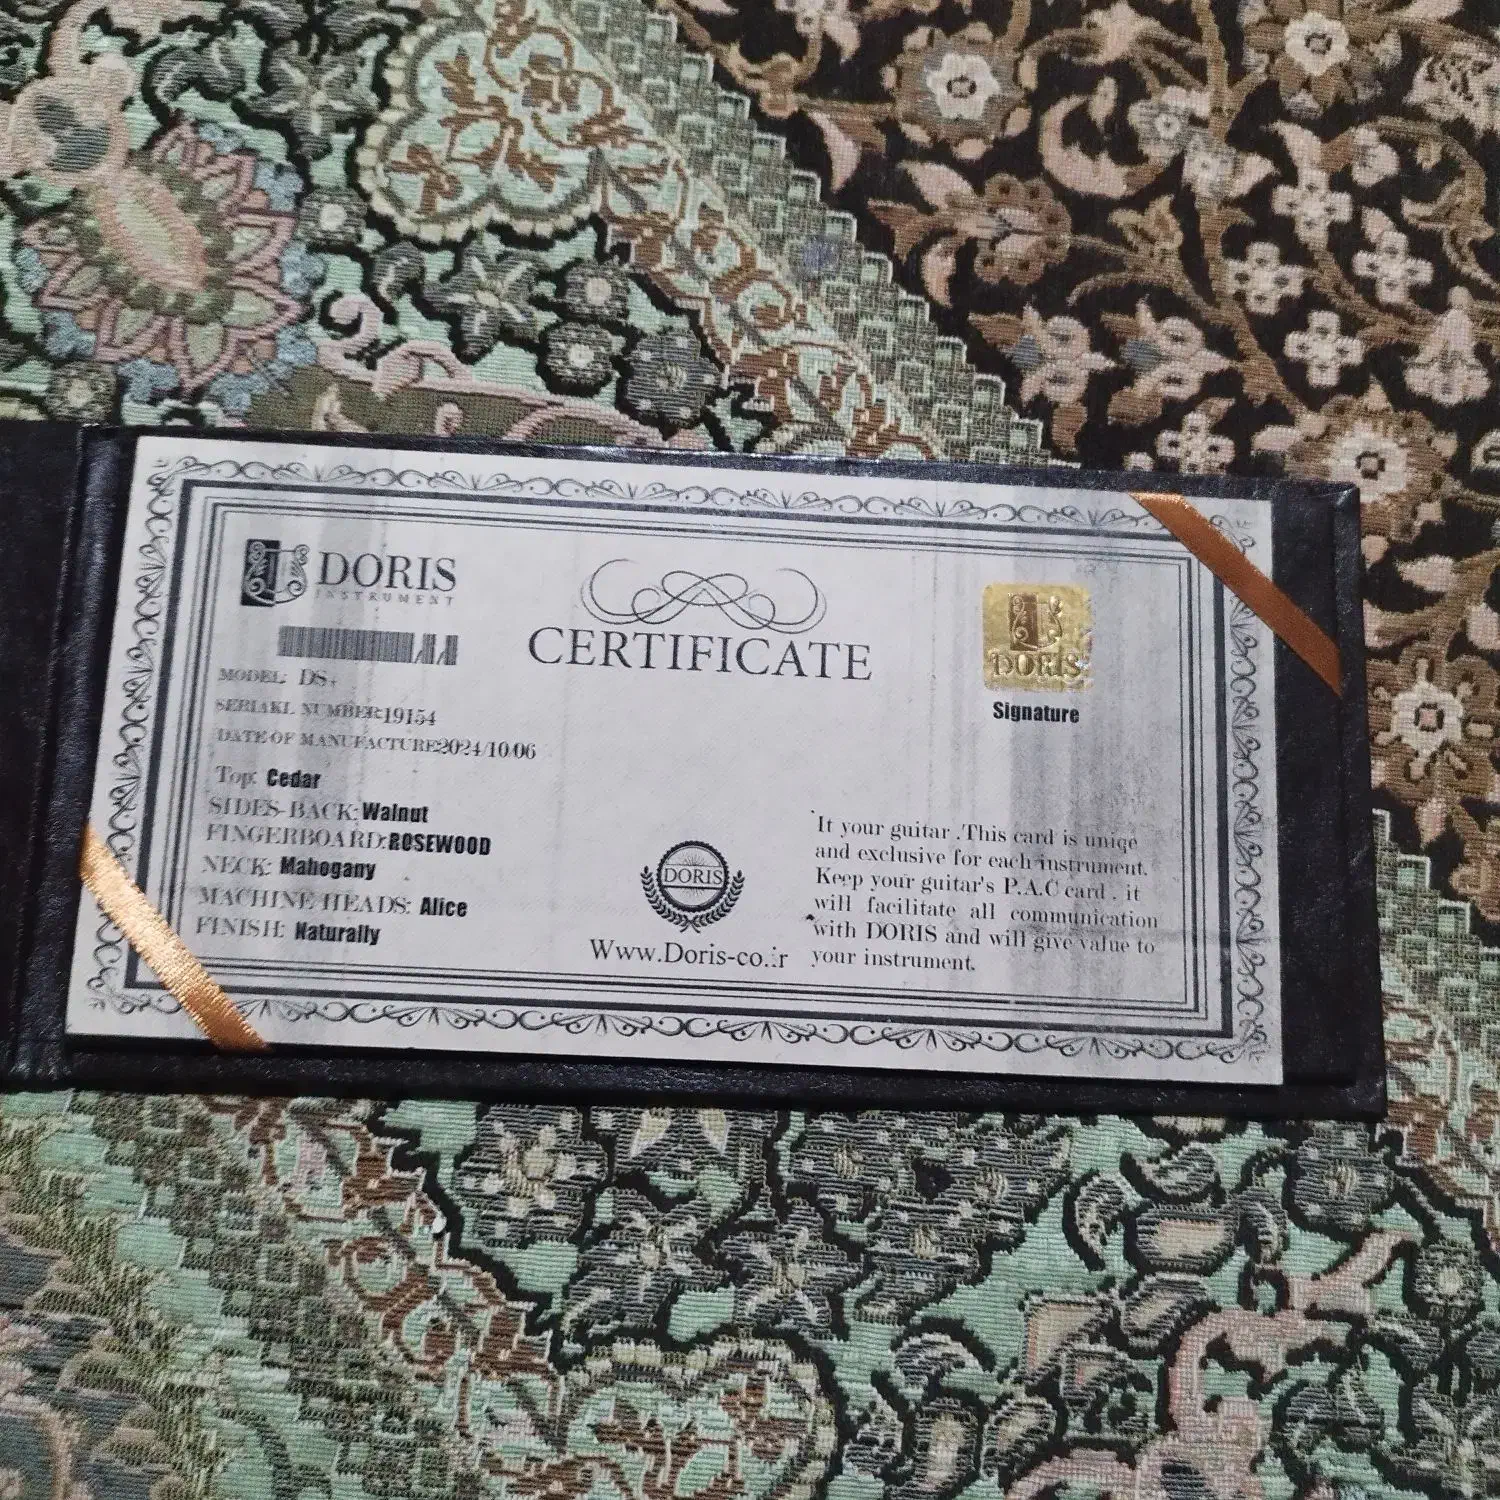 DORIS
INSTRUMENT
CERTIFICATE
MODEL: DS
SERIAKL NUMBER:19154
DATE OF MANUFACTURE:2024/10/06
Top: Cedar
SIDES-BACK: Walnut
FINGERBOARD:ROSEWOOD
NECK: Mahogany
MACHINE HEADS: Alice
FINISH: Naturally
DORIS
Www.Doris-co.ir
DORIS
Signature
It your guitar .This card is uniqe
and exclusive for each instrument.
Keep your guitar's P.A.C card . it
will facilitate all communication
with DORIS and will give value to
your instrument.